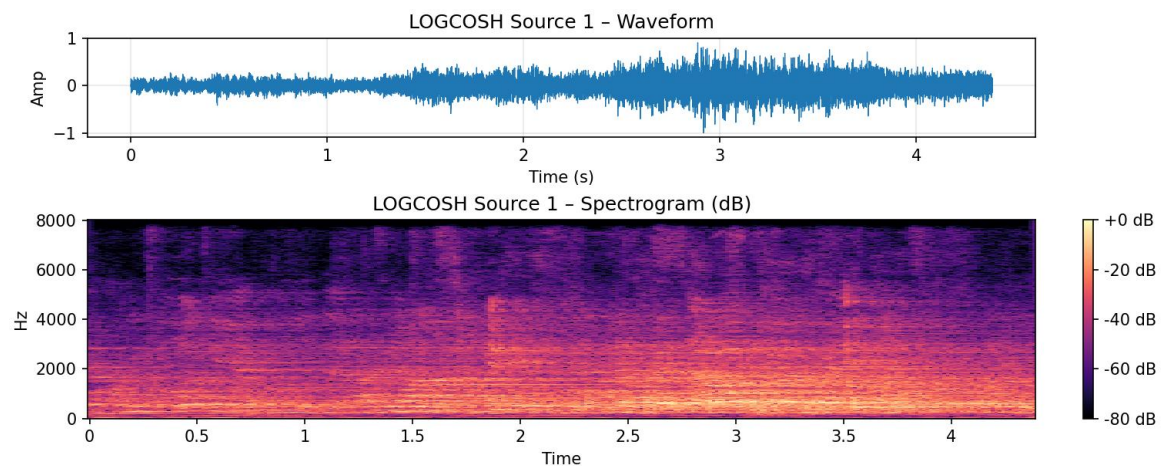 LOGCOSH Source 1 – Waveform
1
0
−1
Amp
0 1 2 3 4
Time (s)
LOGCOSH Source 1 – Spectrogram (dB)
8000
6000
4000
2000
0
Hz
0 0.5 1 1.5 2 2.5 3 3.5 4
Time
+0 dB
-20 dB
-40 dB
-60 dB
-80 dB